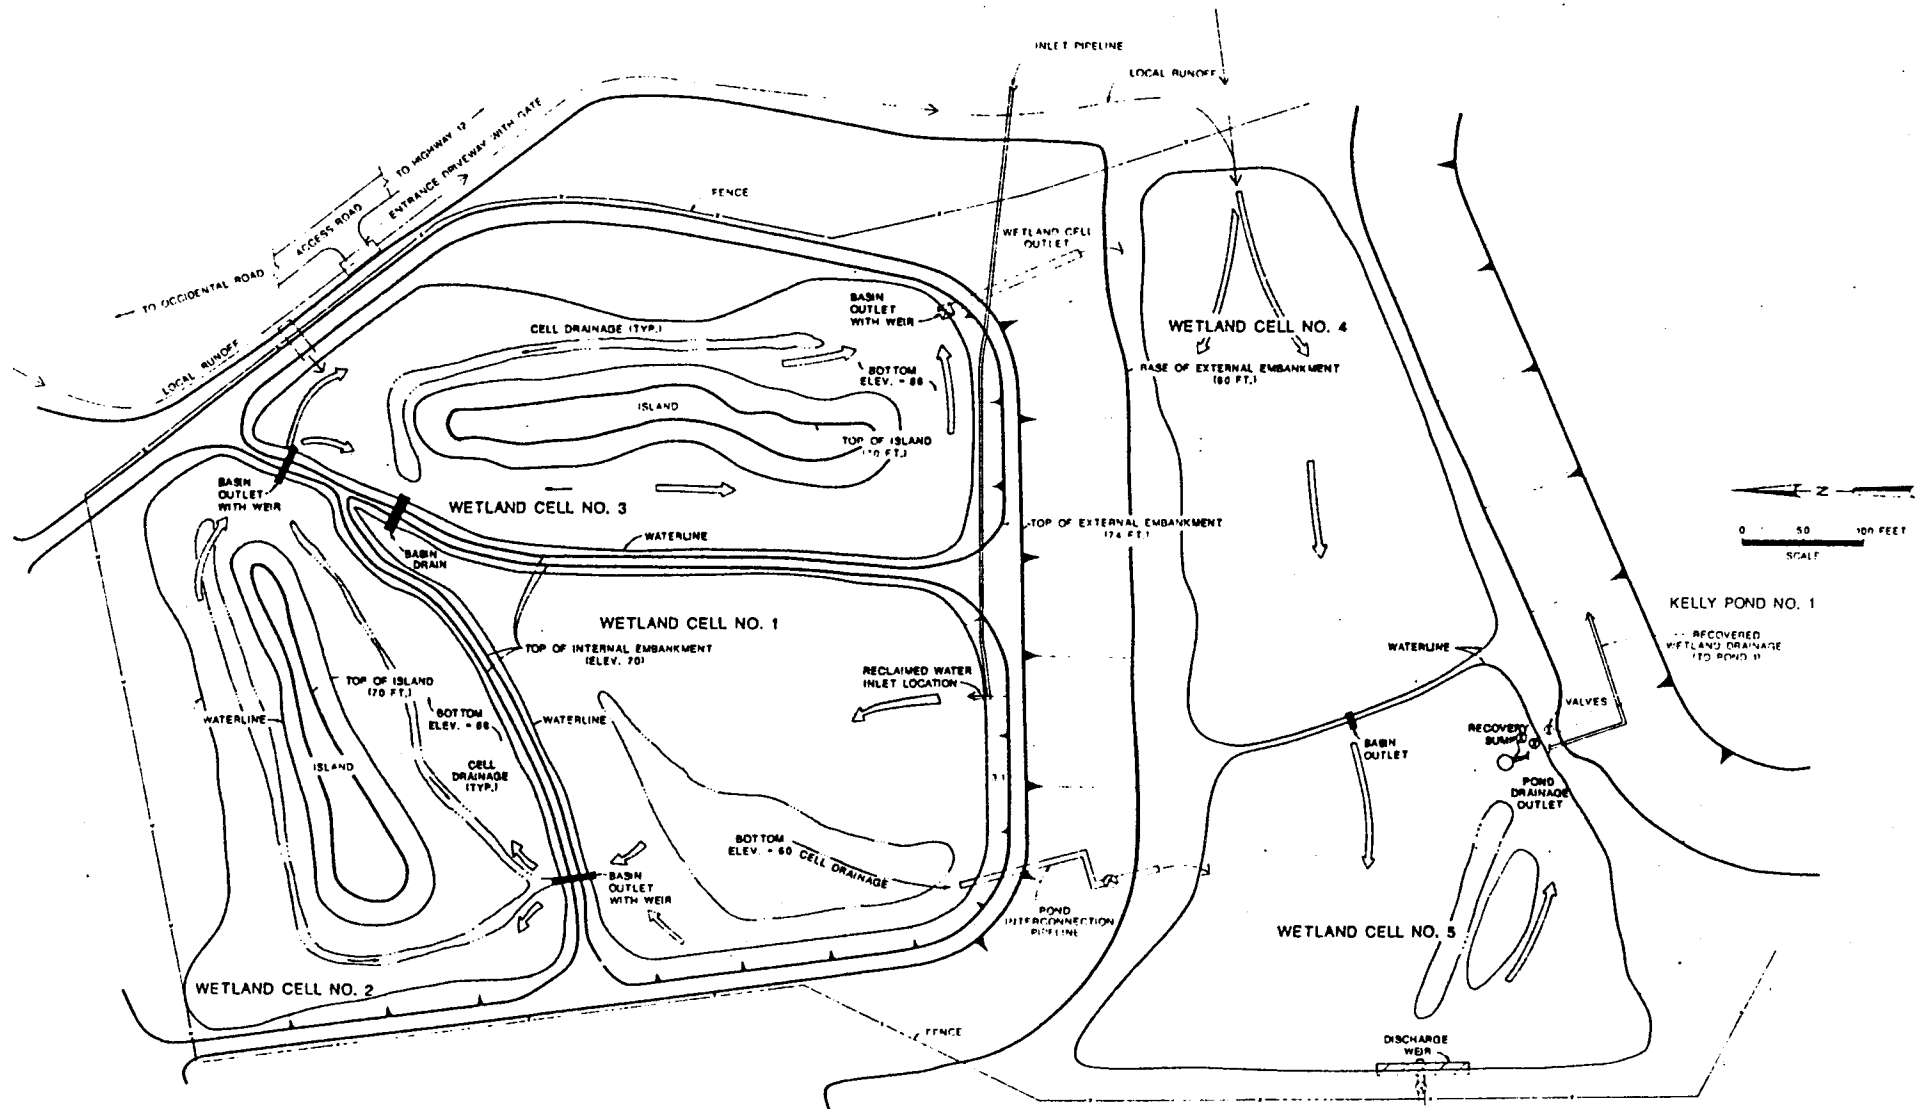 INLET PIPELINE
LOCAL RUNOFF
TO HIGHWAY 12
ENTRANCE DRIVEWAY WITH GATE
ACCESS ROAD
TO OCCIDENTAL ROAD
LOCAL RUNOFF
FENCE
WETLAND CELL
OUTLET
BASIN
OUTLET
WITH WEIR
CELL DRAINAGE (TYP.)
BOTTOM
ELEV. - 66
ISLAND
TOP OF ISLAND
(70 FT.)
WETLAND CELL NO. 4
BASE OF EXTERNAL EMBANKMENT
(60 FT.)
BASIN
OUTLET
WITH WEIR
WETLAND CELL NO. 3
BASIN
DRAIN
WATERLINE
TOP OF EXTERNAL EMBANKMENT
(74 FT.)
N
0 50 100 FEET
SCALE
WETLAND CELL NO. 1
TOP OF INTERNAL EMBANKMENT
(ELEV. 70)
RECLAIMED WATER
INLET LOCATION
KELLY POND NO. 1
RECOVERED
WETLAND DRAINAGE
(TO POND 1)
WATERLINE
VALVES
TOP OF ISLAND
(70 FT.)
WATERLINE
BOTTOM
ELEV. - 66
WATERLINE
ISLAND
CELL
DRAINAGE
(TYP.)
RECOVERY
SUMP
BASIN
OUTLET
POND
DRAINAGE
OUTLET
3:1
BOTTOM
ELEV. - 60
CELL DRAINAGE
BASIN
OUTLET
WITH WEIR
POND
INTERCONNECTION
PIPELINE
WETLAND CELL NO. 5
WETLAND CELL NO. 2
FENCE
DISCHARGE
WEIR